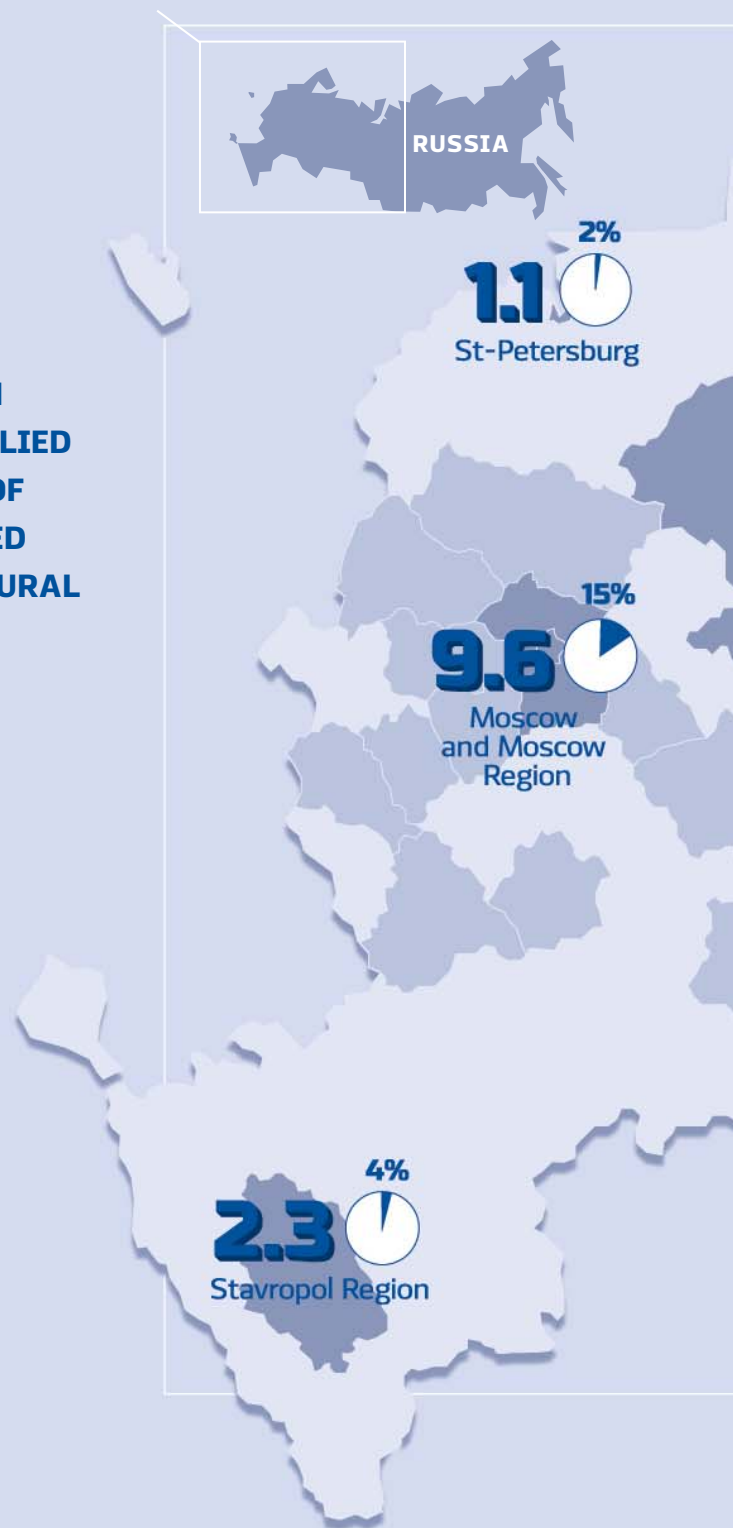 RUSSIA
2%
1.1
St-Petersburg
LIED
OF
ED
URAL
15%
9.6
Moscow
and Moscow
Region
4%
2.3
Stavropol Region